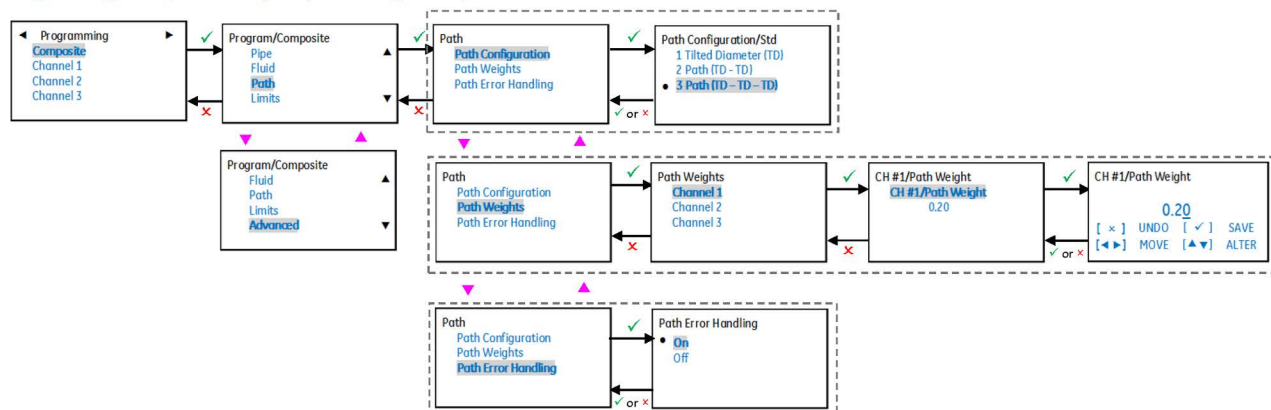 ◄ Programming ►
Composite
Channel 1
Channel 2
Channel 3
✓
x
Program/Composite
Pipe ▲
Fluid
Path
Limits ▼
✓
x
Path
Path Configuration
Path Weights
Path Error Handling
✓
✓ or x
Path Configuration/Std
1 Tilted Diameter (TD)
2 Path (TD - TD)
• 3 Path (TD – TD – TD)
Program/Composite
Fluid ▲
Path
Limits
Advanced ▼
Path
Path Configuration
Path Weights
Path Error Handling
✓
x
Path Weights
Channel 1
Channel 2
Channel 3
✓
x
CH #1/Path Weight
CH #1/Path Weight
0.20
✓
✓ or x
CH #1/Path Weight
0.20
[ × ] UNDO [ ✓ ] SAVE
[◄ ►] MOVE [▲▼] ALTER
Path
Path Configuration
Path Weights
Path Error Handling
✓
✓ or x
Path Error Handling
• On
Off